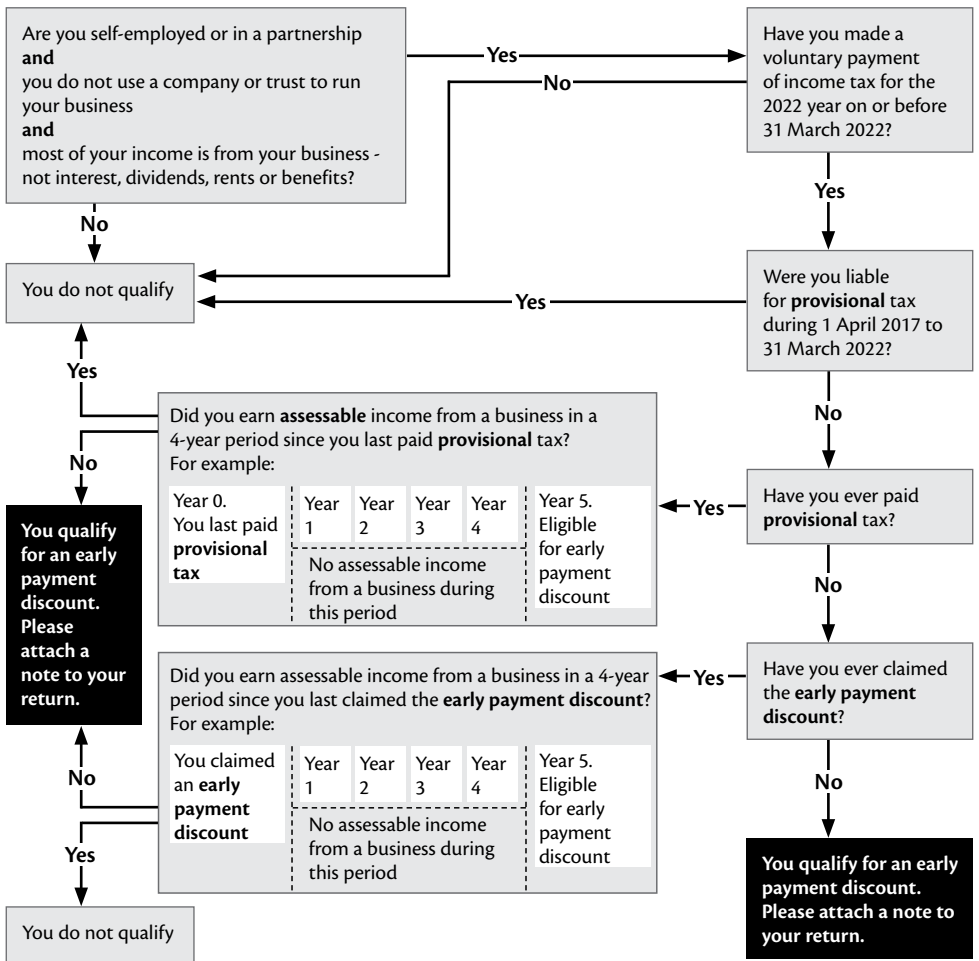 Are you self-employed or in a partnership
and
you do not use a company or trust to run
your business
and
most of your income is from your business -
not interest, dividends, rents or benefits?
Yes
No
Have you made a
voluntary payment
of income tax for the
2022 year on or before
31 March 2022?
No
Yes
You do not qualify
Yes
Were you liable
for provisional tax
during 1 April 2017 to
31 March 2022?
Yes
No
Did you earn assessable income from a business in a
4-year period since you last paid provisional tax?
For example:
Year 0.
You last paid
provisional
tax
Year
1
Year
2
Year
3
Year
4
No assessable income
from a business during
this period
Year 5.
Eligible
for early
payment
discount
Yes
Have you ever paid
provisional tax?
No
No
You qualify
for an early
payment
discount.
Please
attach a
note to your
return.
Did you earn assessable income from a business in a 4-year
period since you last claimed the early payment discount?
For example:
You claimed
an early
payment
discount
Year
1
Year
2
Year
3
Year
4
No assessable income
from a business during
this period
Year 5.
Eligible
for early
payment
discount
Yes
Have you ever claimed
the early payment
discount?
No
No
Yes
You do not qualify
You qualify for an early
payment discount.
Please attach a note to
your return.